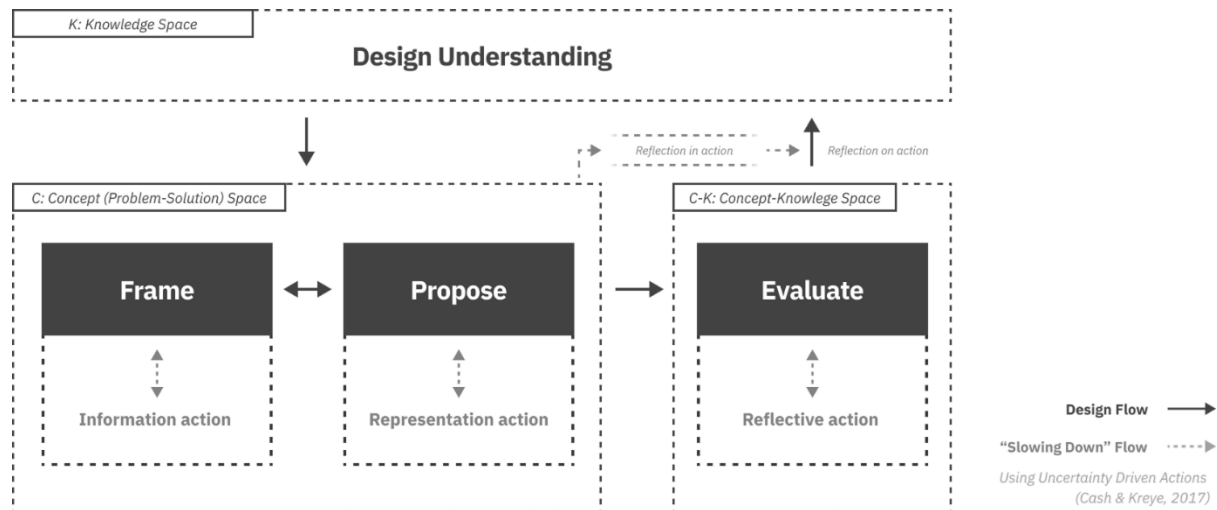 K: Knowledge Space
Design Understanding
Reflection in action
Reflection on action
C: Concept (Problem-Solution) Space
C-K: Concept-Knowlege Space
Frame
Propose
Evaluate
Information action
Representation action
Reflective action
Design Flow
“Slowing Down” Flow
Using Uncertainty Driven Actions
(Cash & Kreye, 2017)